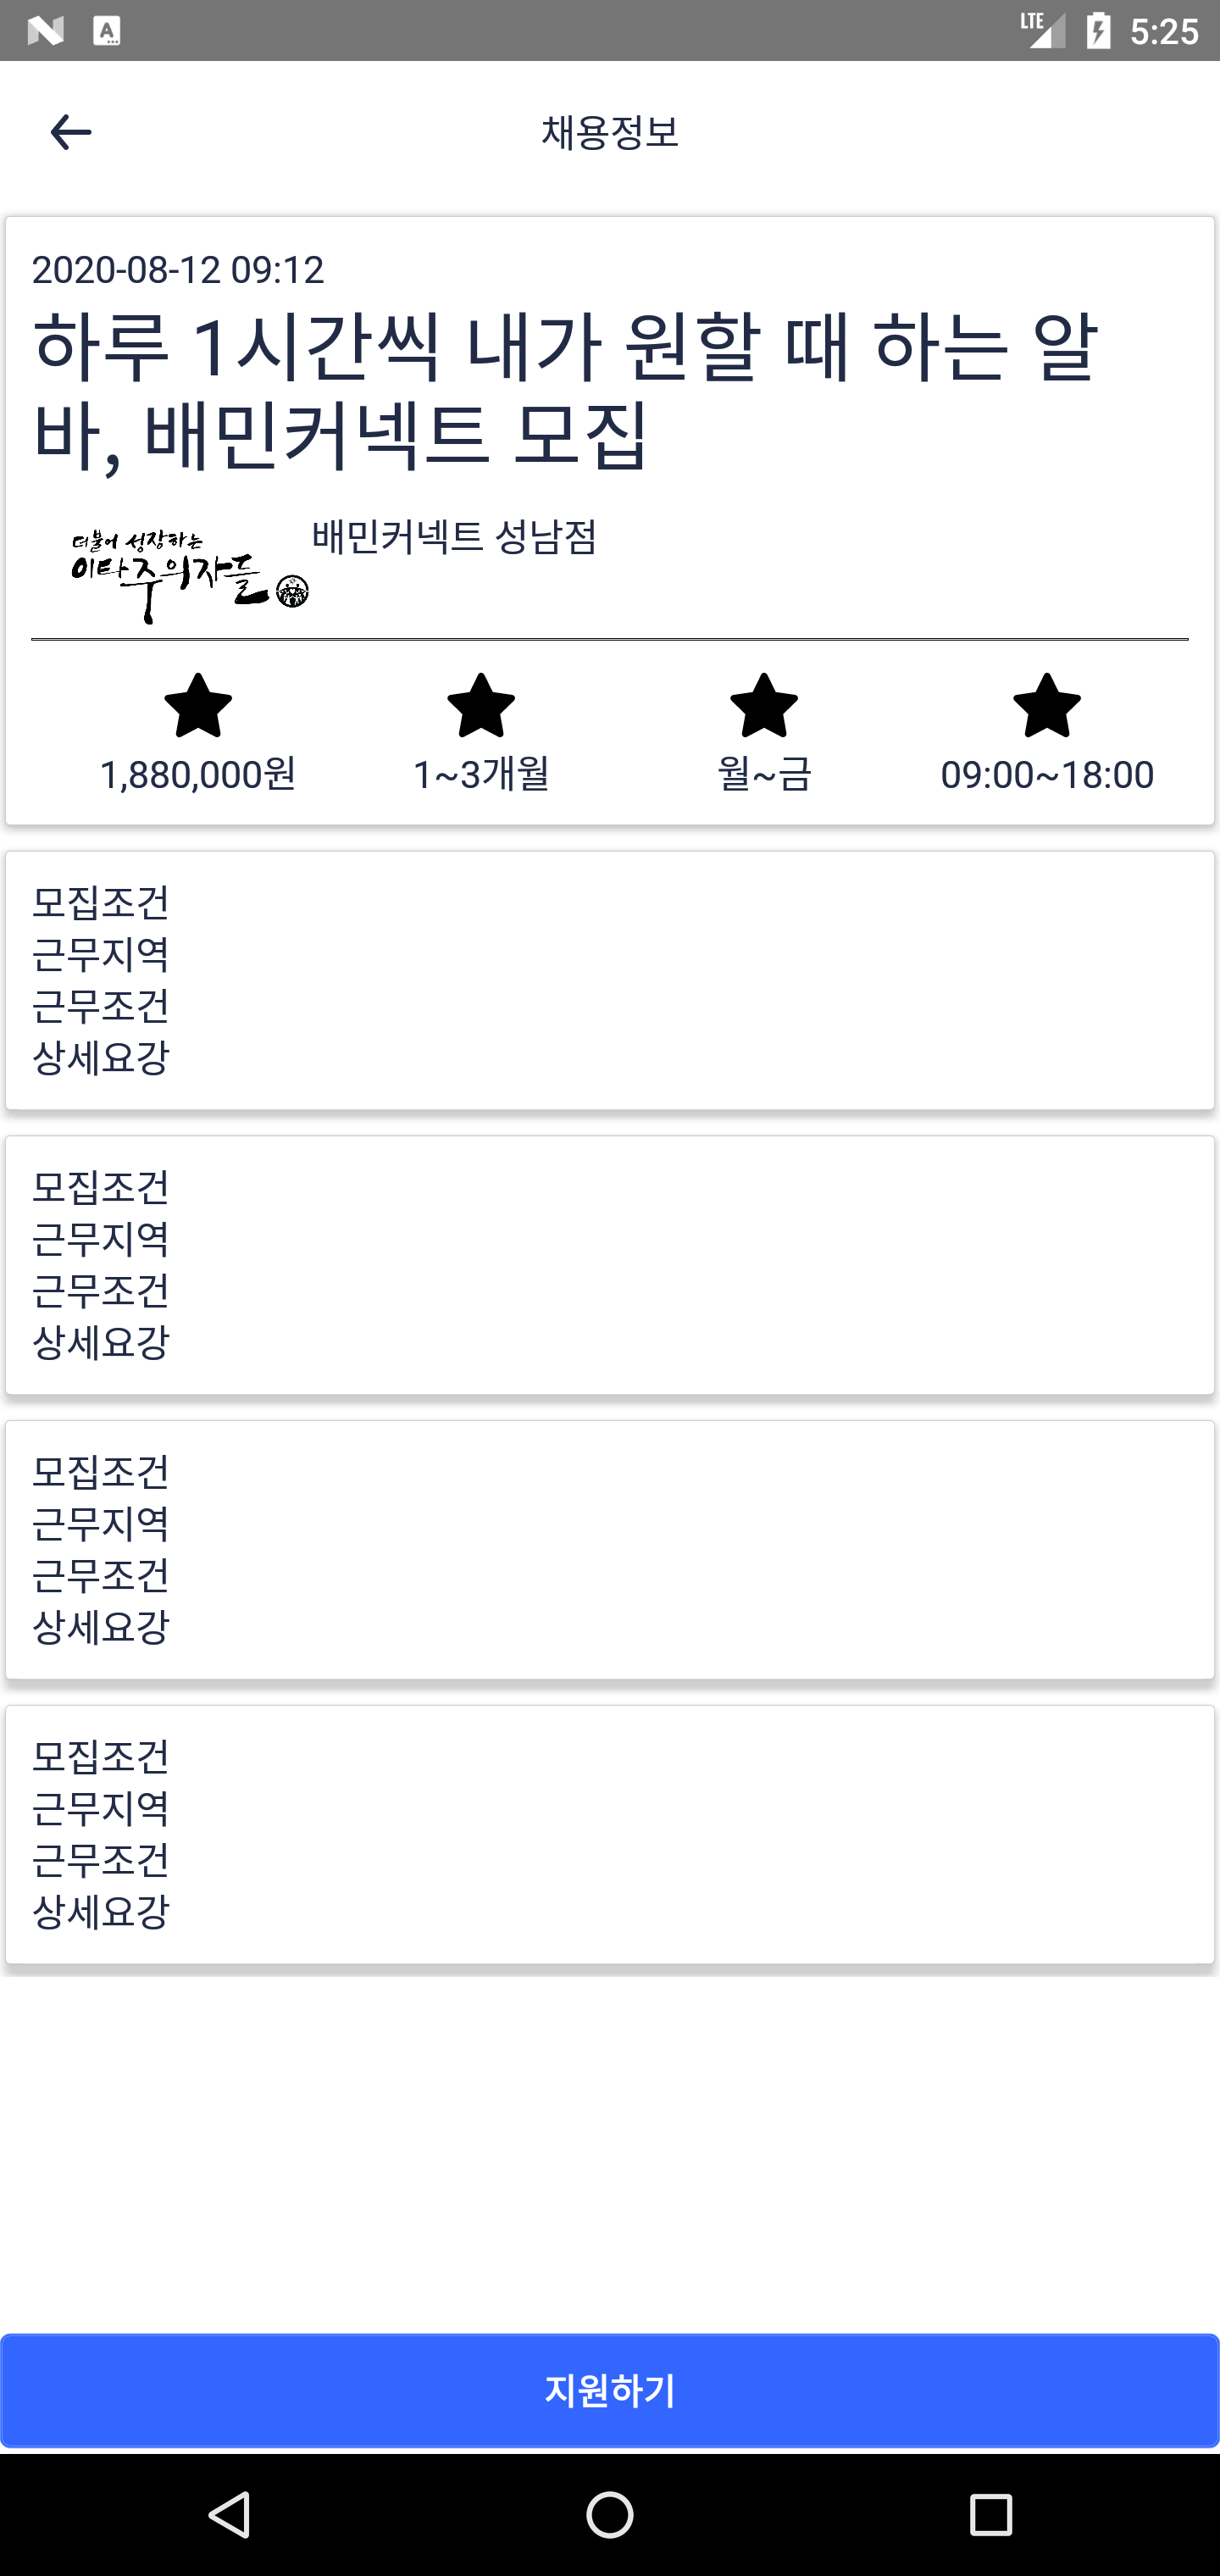 LTE 5:25
채용정보
2020-08-12 09:12
하루 1시간씩 내가 원할 때 하는 알
바, 배민커넥트 모집
더불어 성장하는
이타주의자들
배민커넥트 성남점
1,880,000원 1~3개월 월~금 09:00~18:00
모집조건
근무지역
근무조건
상세요강
모집조건
근무지역
근무조건
상세요강
모집조건
근무지역
근무조건
상세요강
모집조건
근무지역
근무조건
상세요강
지원하기